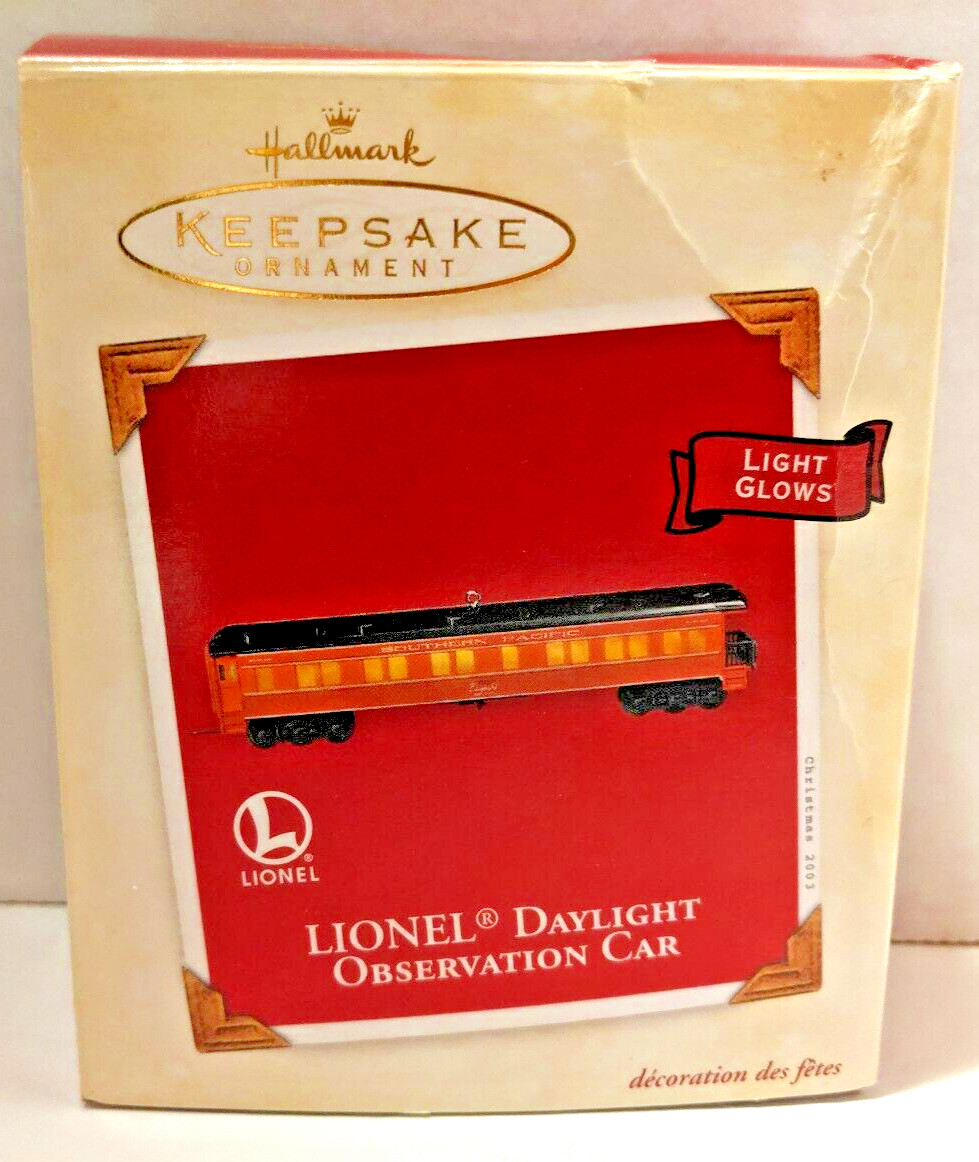 Hallmark
KEEPSAKE
ORNAMENT
LIGHT
GLOWS
SOUTHERN PACIFIC
Christmas 2003
L
LIONEL®
LIONEL® DAYLIGHT
OBSERVATION CAR
décoration des fêtes